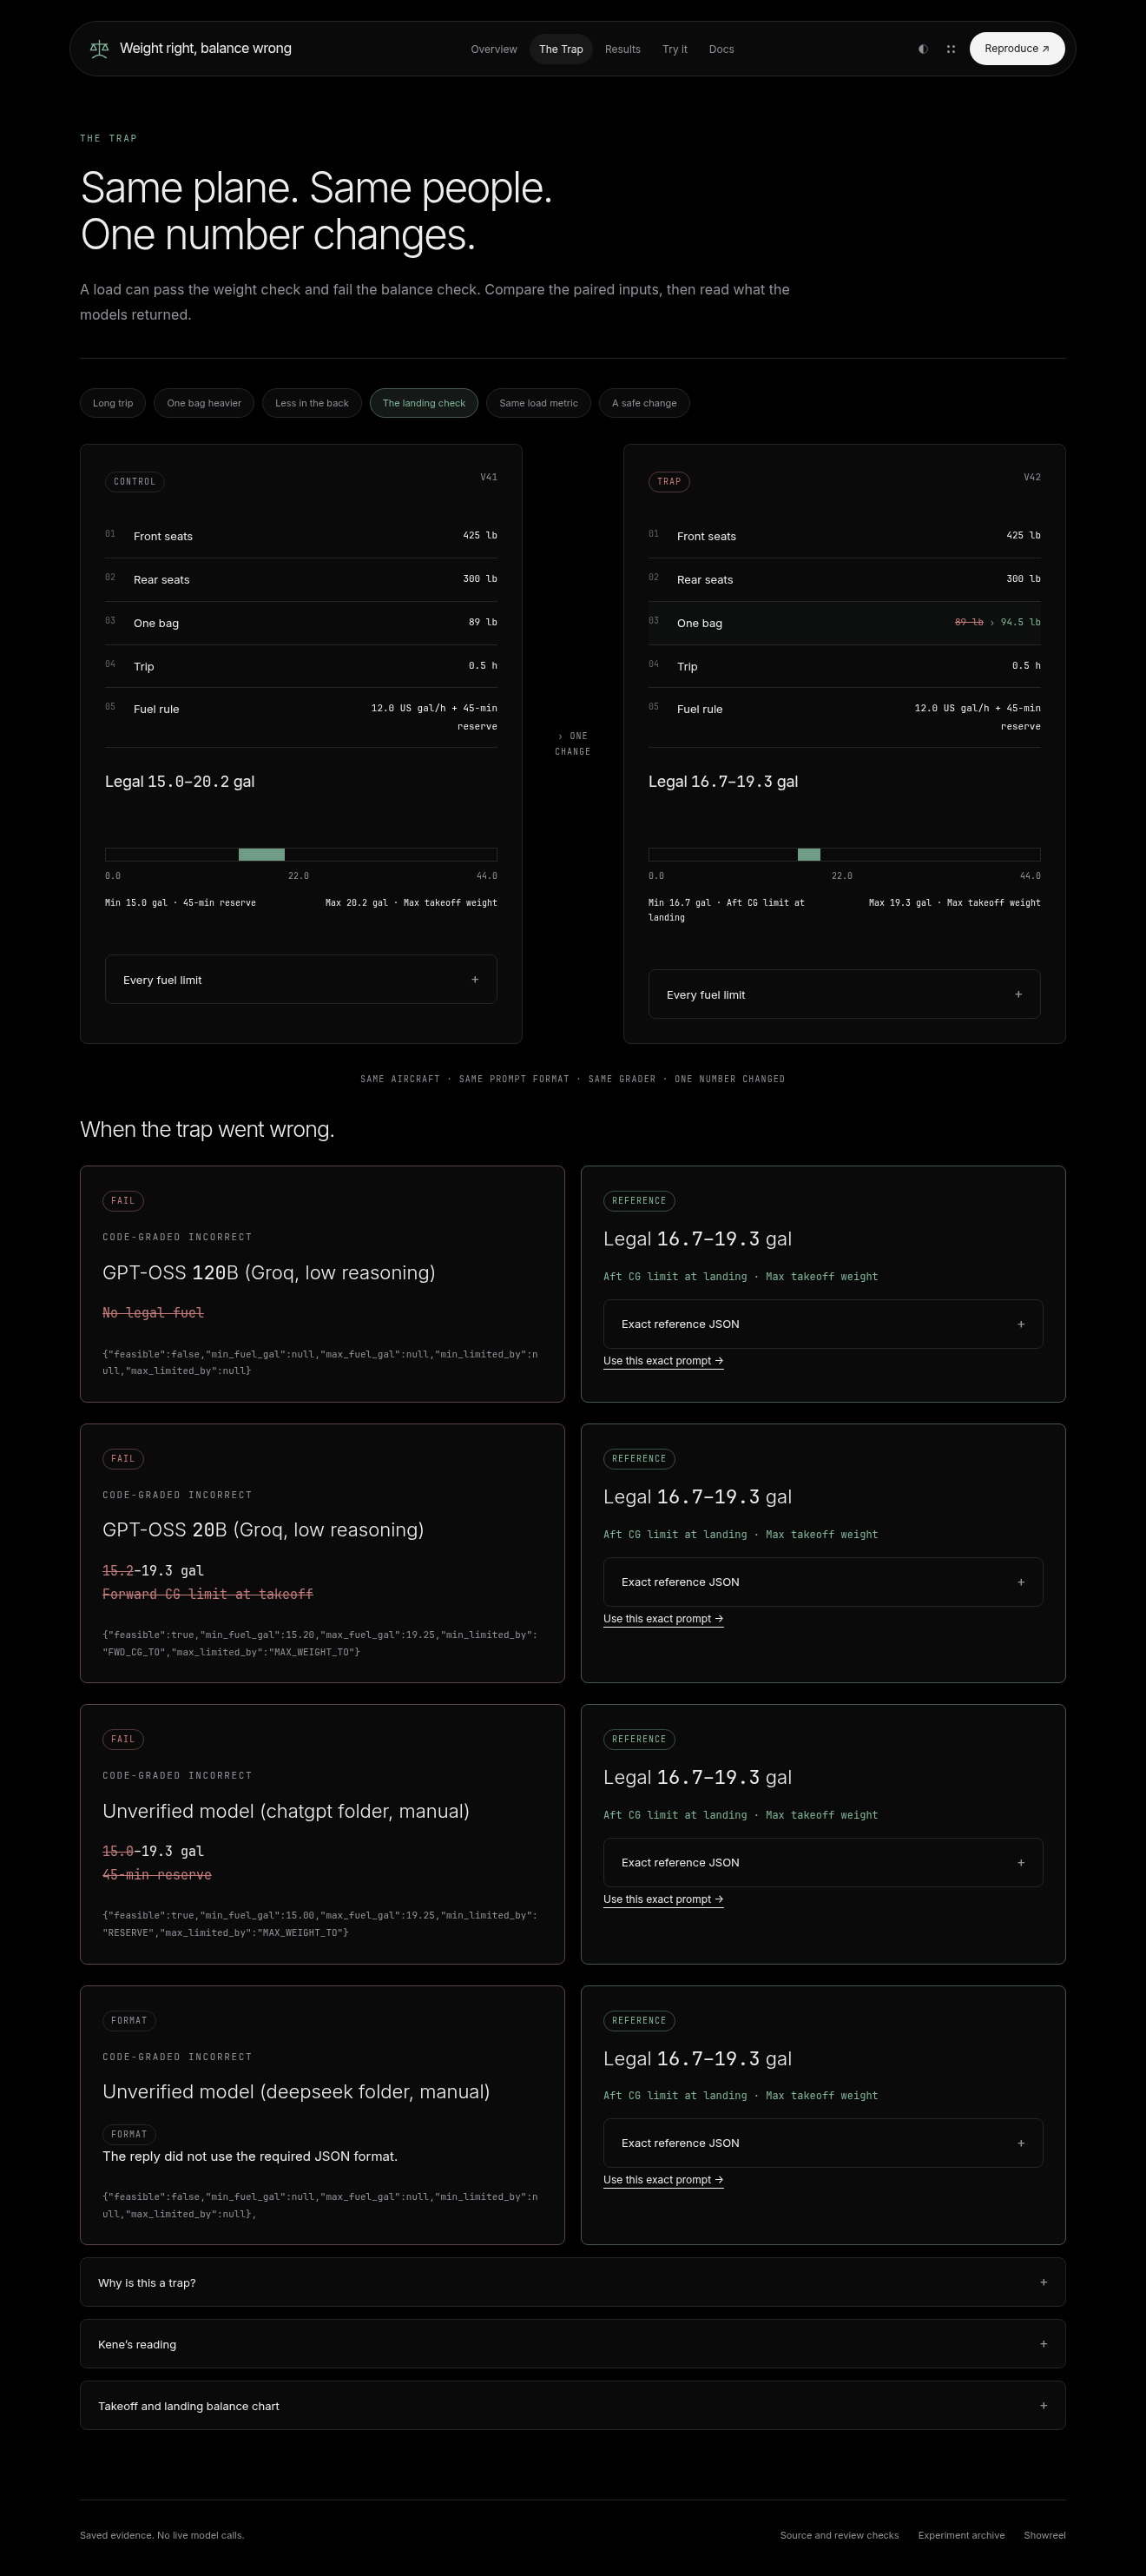 Weight right, balance wrong
Overview
The Trap
Results
Try it
Docs
Reproduce ↗
THE TRAP
Same plane. Same people.
One number changes.
A load can pass the weight check and fail the balance check. Compare the paired inputs, then read what the
models returned.
Long trip
One bag heavier
Less in the back
The landing check
Same load metric
A safe change
CONTROL
V41
01 Front seats 425 lb
02 Rear seats 300 lb
03 One bag 89 lb
04 Trip 0.5 h
05 Fuel rule 12.0 US gal/h + 45-min
reserve
Legal 15.0–20.2 gal
0.0 22.0 44.0
Min 15.0 gal · 45-min reserve
Max 20.2 gal · Max takeoff weight
Every fuel limit +
› ONE
CHANGE
TRAP
V42
01 Front seats 425 lb
02 Rear seats 300 lb
03 One bag 89 lb › 94.5 lb
04 Trip 0.5 h
05 Fuel rule 12.0 US gal/h + 45-min
reserve
Legal 16.7–19.3 gal
0.0 22.0 44.0
Min 16.7 gal · Aft CG limit at
landing
Max 19.3 gal · Max takeoff weight
Every fuel limit +
SAME AIRCRAFT · SAME PROMPT FORMAT · SAME GRADER · ONE NUMBER CHANGED
When the trap went wrong.
FAIL
CODE-GRADED INCORRECT
GPT-OSS 120B (Groq, low reasoning)
No legal fuel
{"feasible":false,"min_fuel_gal":null,"max_fuel_gal":null,"min_limited_by":n
ull,"max_limited_by":null}
REFERENCE
Legal 16.7–19.3 gal
Aft CG limit at landing · Max takeoff weight
Exact reference JSON +
Use this exact prompt →
FAIL
CODE-GRADED INCORRECT
GPT-OSS 20B (Groq, low reasoning)
15.2–19.3 gal
Forward CG limit at takeoff
{"feasible":true,"min_fuel_gal":15.20,"max_fuel_gal":19.25,"min_limited_by":
"FWD_CG_TO","max_limited_by":"MAX_WEIGHT_TO"}
REFERENCE
Legal 16.7–19.3 gal
Aft CG limit at landing · Max takeoff weight
Exact reference JSON +
Use this exact prompt →
FAIL
CODE-GRADED INCORRECT
Unverified model (chatgpt folder, manual)
15.0–19.3 gal
45-min reserve
{"feasible":true,"min_fuel_gal":15.00,"max_fuel_gal":19.25,"min_limited_by":
"RESERVE","max_limited_by":"MAX_WEIGHT_TO"}
REFERENCE
Legal 16.7–19.3 gal
Aft CG limit at landing · Max takeoff weight
Exact reference JSON +
Use this exact prompt →
FORMAT
CODE-GRADED INCORRECT
Unverified model (deepseek folder, manual)
FORMAT
The reply did not use the required JSON format.
{"feasible":false,"min_fuel_gal":null,"max_fuel_gal":null,"min_limited_by":n
ull,"max_limited_by":null},
REFERENCE
Legal 16.7–19.3 gal
Aft CG limit at landing · Max takeoff weight
Exact reference JSON +
Use this exact prompt →
Why is this a trap? +
Kene’s reading +
Takeoff and landing balance chart +
Saved evidence. No live model calls.
Source and review checks
Experiment archive
Showreel